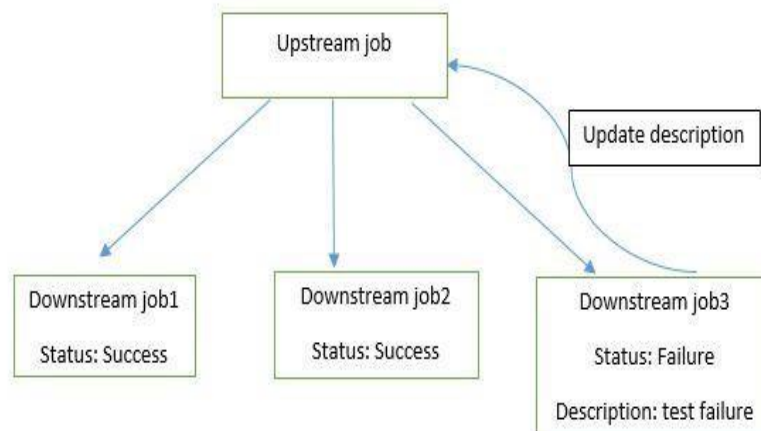 Upstream job
Update description
Downstream job1
Status: Success
Downstream job2
Status: Success
Downstream job3
Status: Failure
Description: test failure